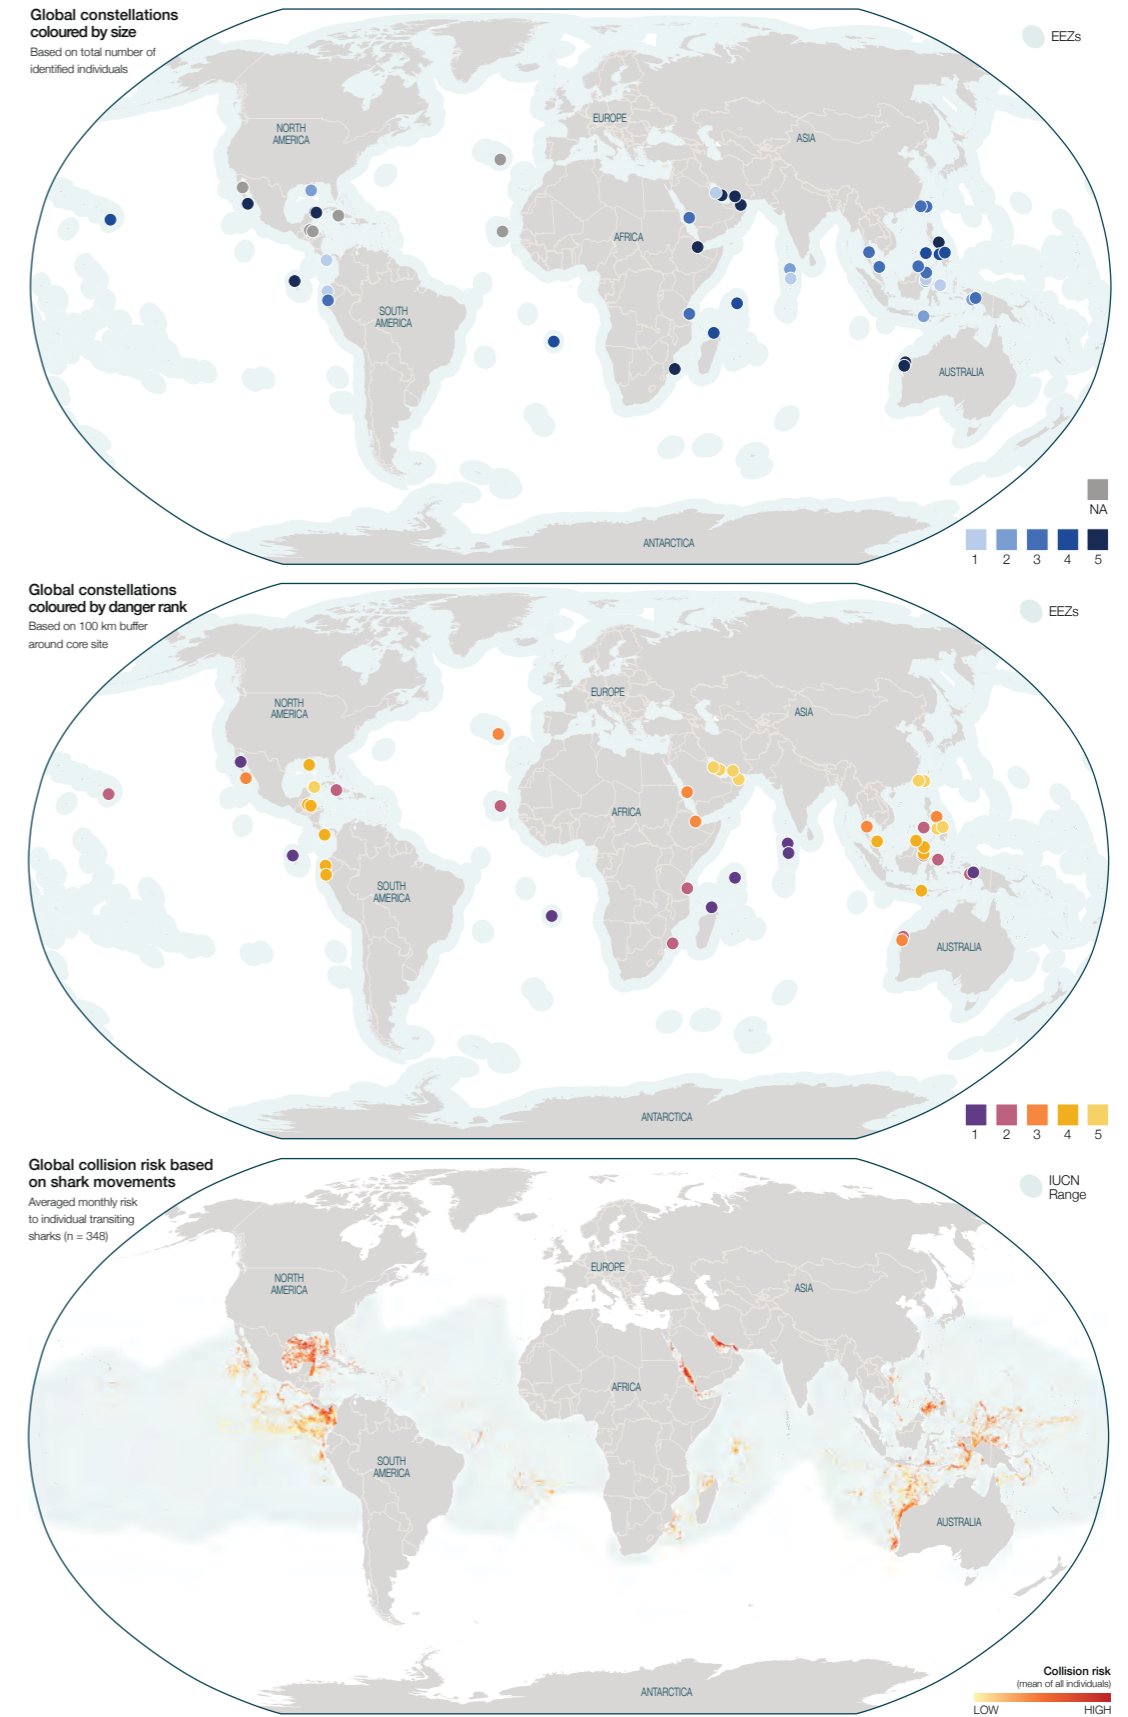 Global constellations
coloured by size
Based on total number of
identified individuals
EEZs
NORTH
AMERICA
EUROPE
ASIA
AFRICA
SOUTH
AMERICA
AUSTRALIA
ANTARCTICA
NA
1 2 3 4 5
Global constellations
coloured by danger rank
Based on 100 km buffer
around core site
EEZs
NORTH
AMERICA
EUROPE
ASIA
AFRICA
SOUTH
AMERICA
AUSTRALIA
ANTARCTICA
1 2 3 4 5
Global collision risk based
on shark movements
Averaged monthly risk
to individual transiting
sharks (n = 348)
IUCN
Range
NORTH
AMERICA
EUROPE
ASIA
AFRICA
SOUTH
AMERICA
AUSTRALIA
ANTARCTICA
Collision risk
(mean of all individuals)
LOW HIGH